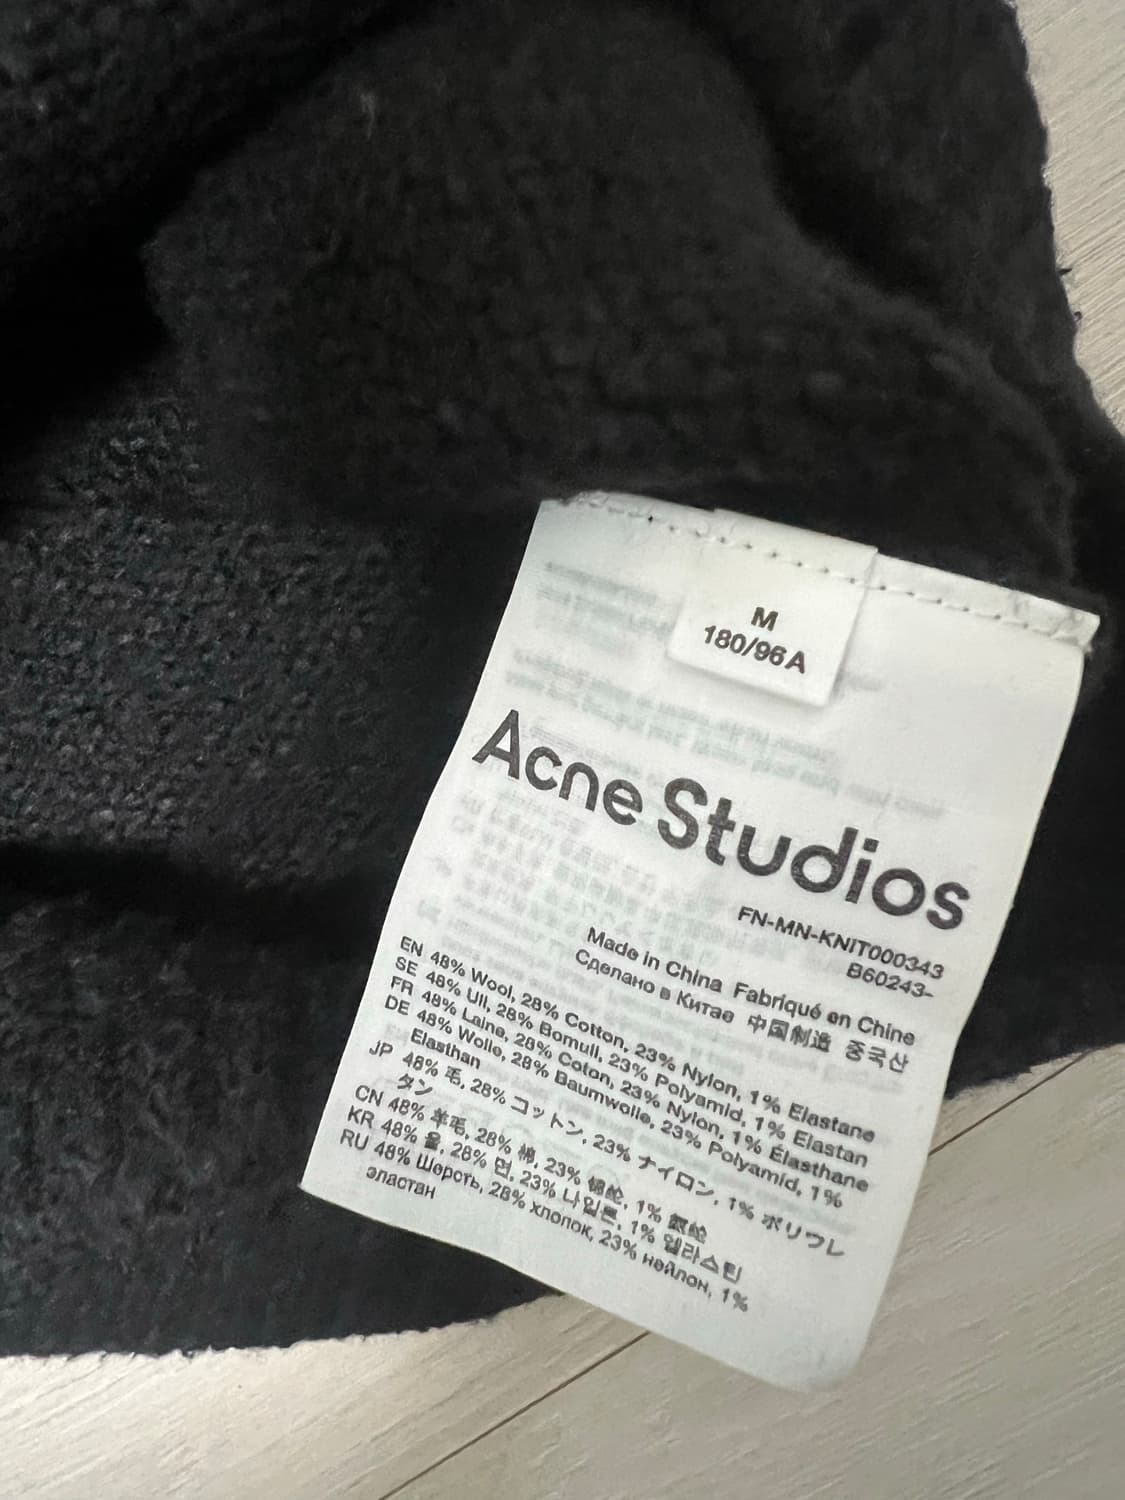 M
180/96A
Acne Studios
FN-MN-KNIT000343
B60243-
Made in China Fabriqué en Chine
Сделано в Китае 中国制造 중국산
EN 48% Wool, 28% Cotton, 23% Nylon, 1% Elastane
SE 48% Ull, 28% Bomull, 23% Polyamid, 1% Elastan
FR 48% Laine, 28% Coton, 23% Nylon, 1% Élasthane
DE 48% Wolle, 28% Baumwolle, 23% Polyamid, 1%
Elasthan
JP 48% 毛, 28% コットン, 23% ナイロン, 1% ポリウレ
タン
CN 48% 羊毛, 28% 棉, 23% 锦纶, 1% 氨纶
KR 48% 울, 28% 면, 23% 나일론, 1% 엘라스틴
RU 48% Шерсть, 28% хлопок, 23% нейлон, 1%
эластан